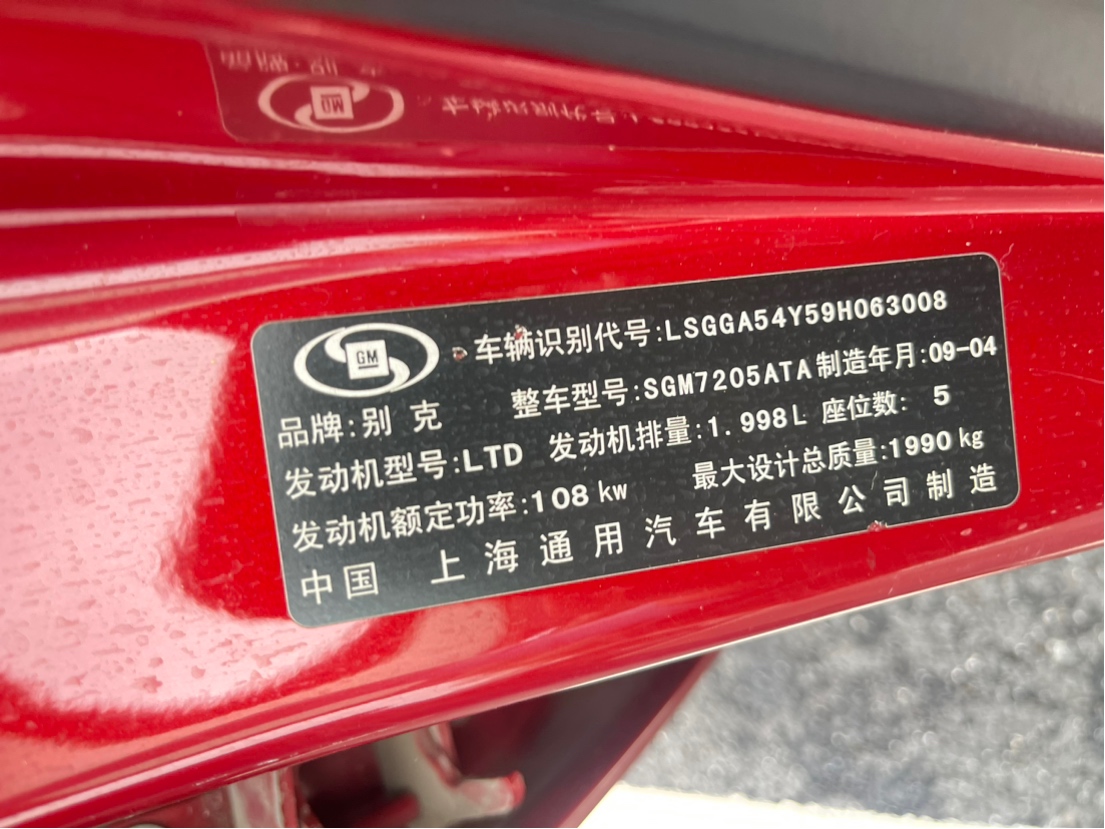 GM
车辆识别代号:LSGGA54Y59H063008
整车型号:SGM7205ATA 制造年月:09-04
品牌:别克
发动机型号:LTD 发动机排量:1.998L 座位数: 5
发动机额定功率:108 kw 最大设计总质量:1990 kg
中国 上海通用汽车有限公司制造